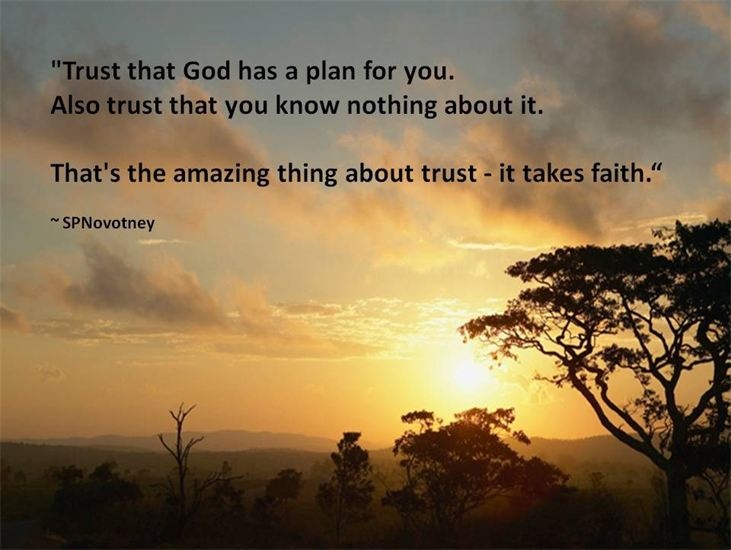 "Trust that God has a plan for you.
Also trust that you know nothing about it.
That's the amazing thing about trust - it takes faith.“
~ SPNovotney